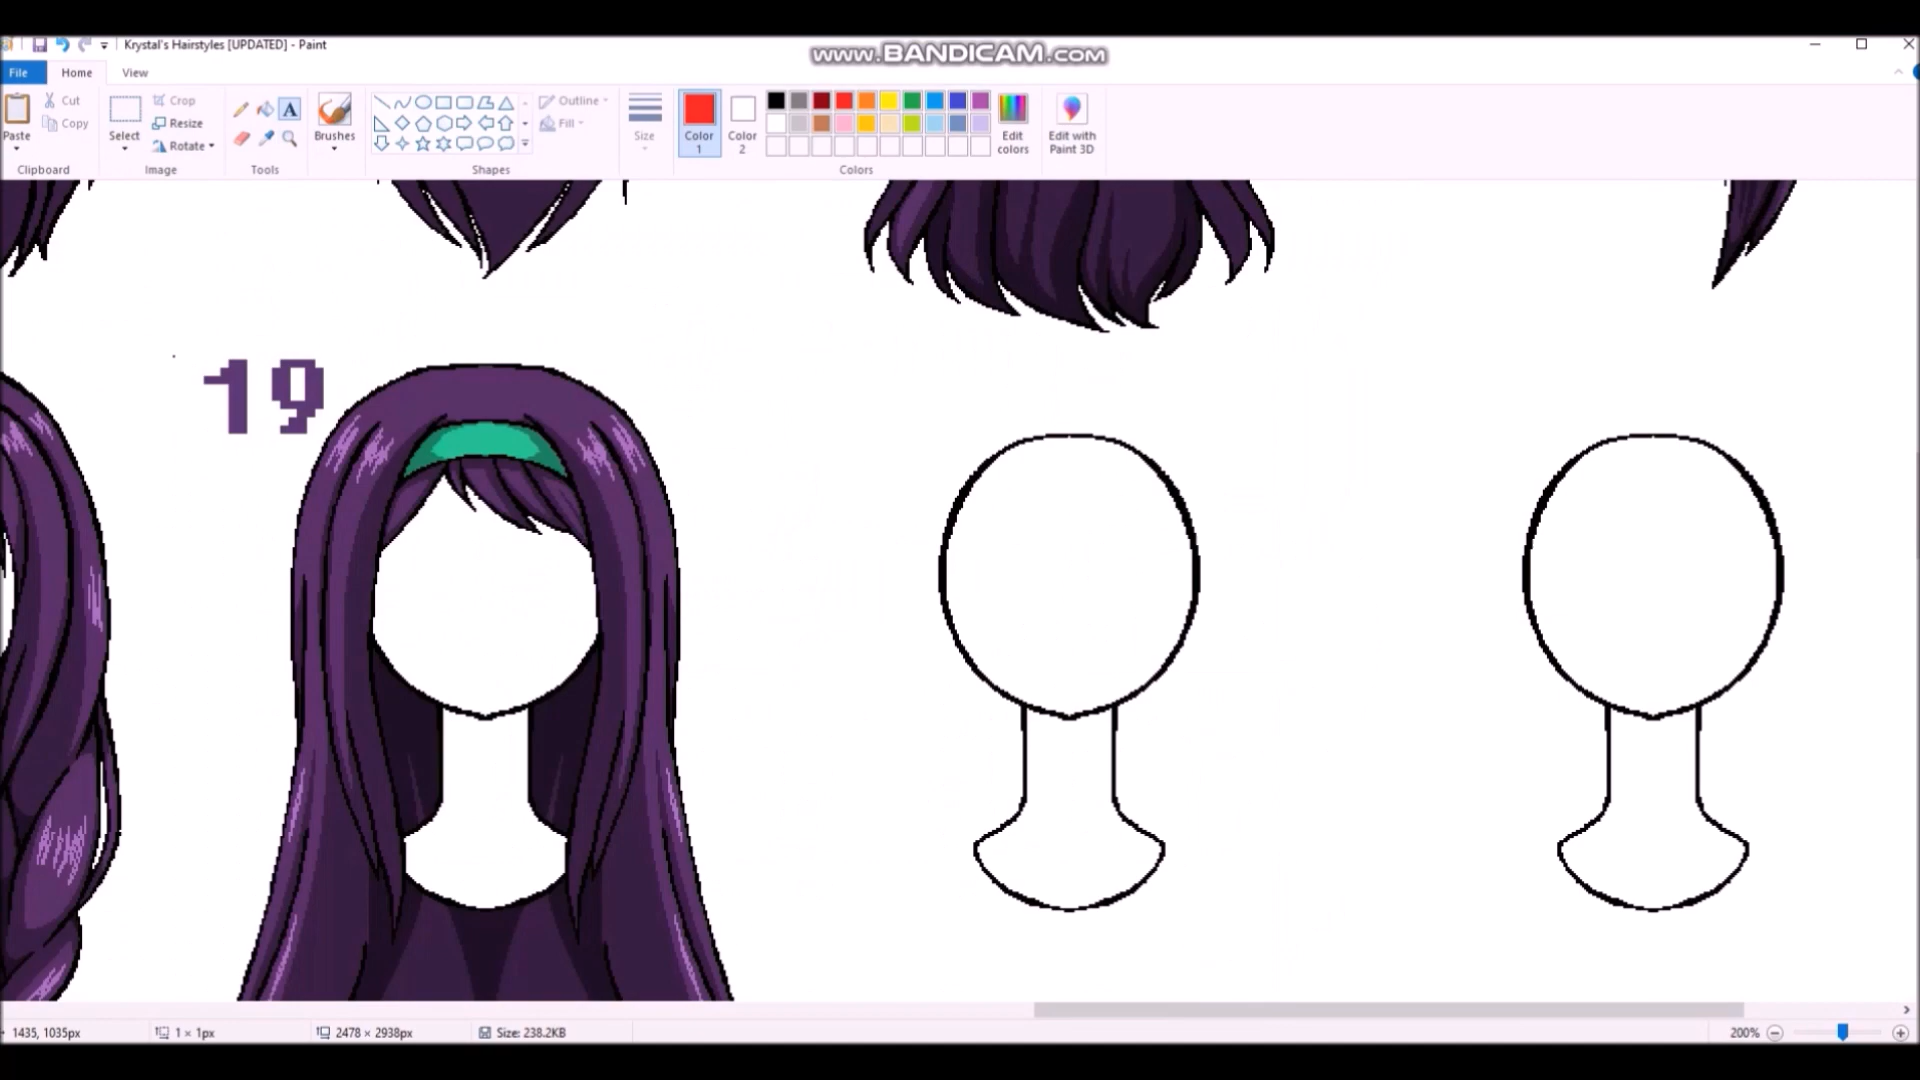 Krystal's Hairstyles [UPDATED] - Paint
www.BANDICAM.com
File Home View
Paste
Cut
Copy
Clipboard
Select
Crop
Resize
Rotate
Image
A
Tools
Brushes
Outline
Fill
Shapes
Size
Color 1
Color 2
Edit colors
Colors
Edit with Paint 3D
19
1435, 1035px
1 × 1px
2478 × 2938px
Size: 238.2KB
200%